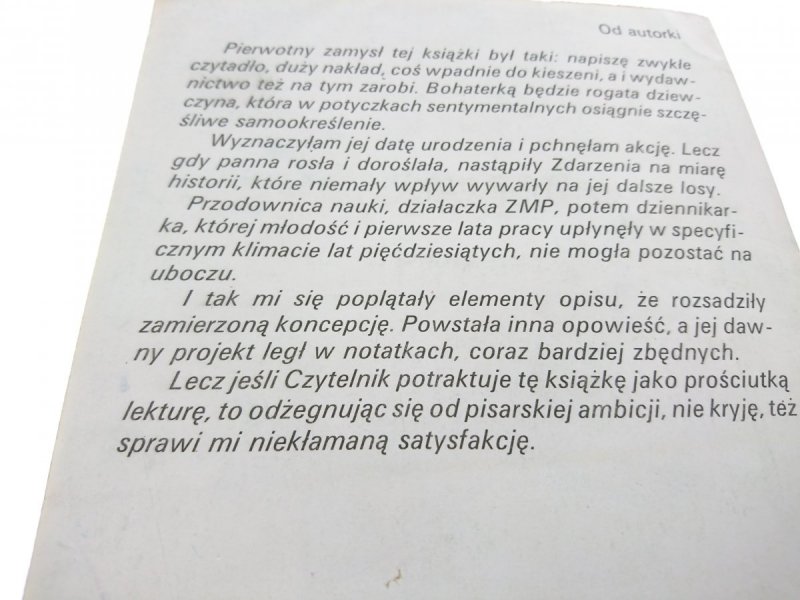 Od autorki
Pierwotny zamysł tej książki był taki: napiszę zwykłe
czytadło, duży nakład, coś wpadnie do kieszeni, a i wydaw-
nictwo też na tym zarobi. Bohaterką będzie rogata dziew-
czyna, która w potyczkach sentymentalnych osiągnie szczę-
śliwe samookreślenie.
Wyznaczyłam jej datę urodzenia i pchnęłam akcję. Lecz
gdy panna rosła i doroślała, nastąpiły Zdarzenia na miarę
historii, które niemały wpływ wywarły na jej dalsze losy.
Przodownica nauki, działaczka ZMP, potem dziennikar-
ka, której młodość i pierwsze lata pracy upłynęły w specyfi-
cznym klimacie lat pięćdziesiątych, nie mogła pozostać na
uboczu.
I tak mi się poplątały elementy opisu, że rozsadziły
zamierzoną koncepcję. Powstała inna opowieść, a jej daw-
ny projekt legł w notatkach, coraz bardziej zbędnych.
Lecz jeśli Czytelnik potraktuje tę książkę jako prościutką
lekturę, to odżegnując się od pisarskiej ambicji, nie kryję, też
sprawi mi niekłamaną satysfakcję.